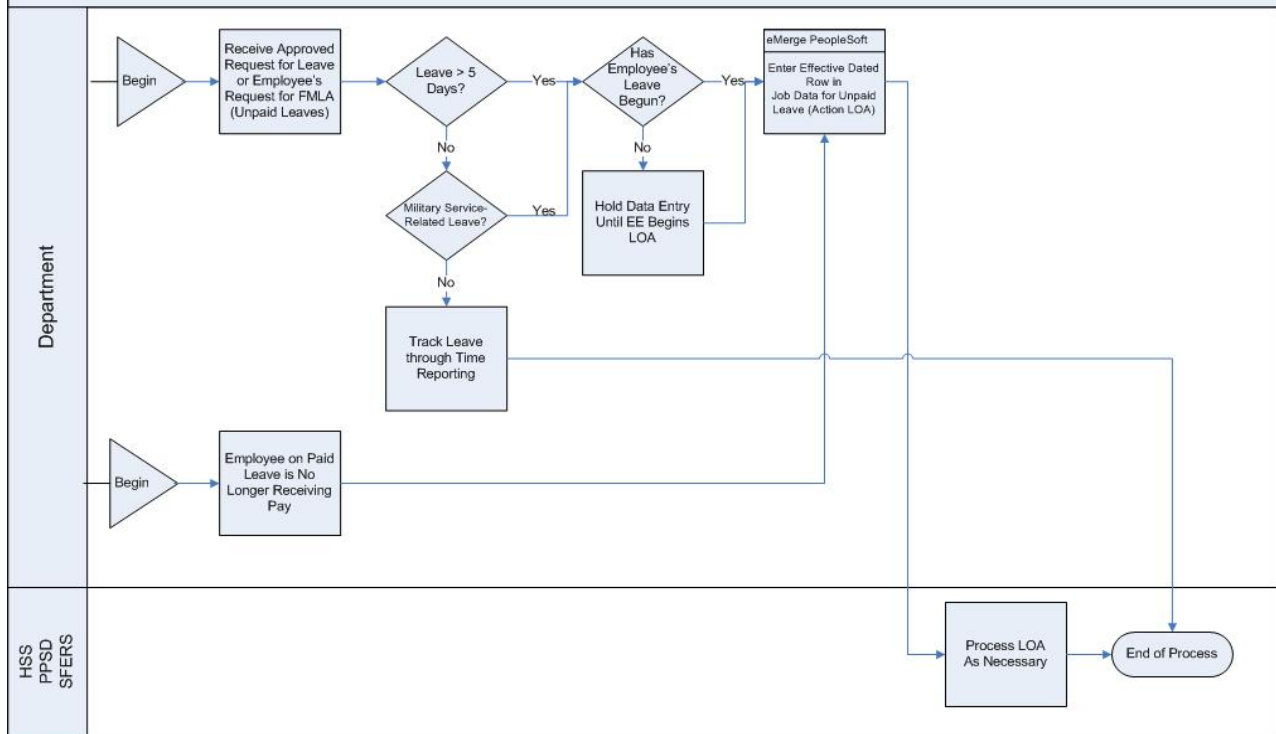 Department
Begin
Receive Approved
Request for Leave
or Employee's
Request for FMLA
(Unpaid Leaves)
Leave > 5
Days?
Yes
Has
Employee's
Leave
Begun?
Yes
eMerge PeopleSoft
Enter Effective Dated
Row in
Job Data for Unpaid
Leave (Action LOA)
No
No
Military Service-
Related Leave?
Yes
Hold Data Entry
Until EE Begins
LOA
No
Track Leave
through Time
Reporting
Begin
Employee on Paid
Leave is No
Longer Receiving
Pay
HSS
PPSD
SFERS
Process LOA
As Necessary
End of Process